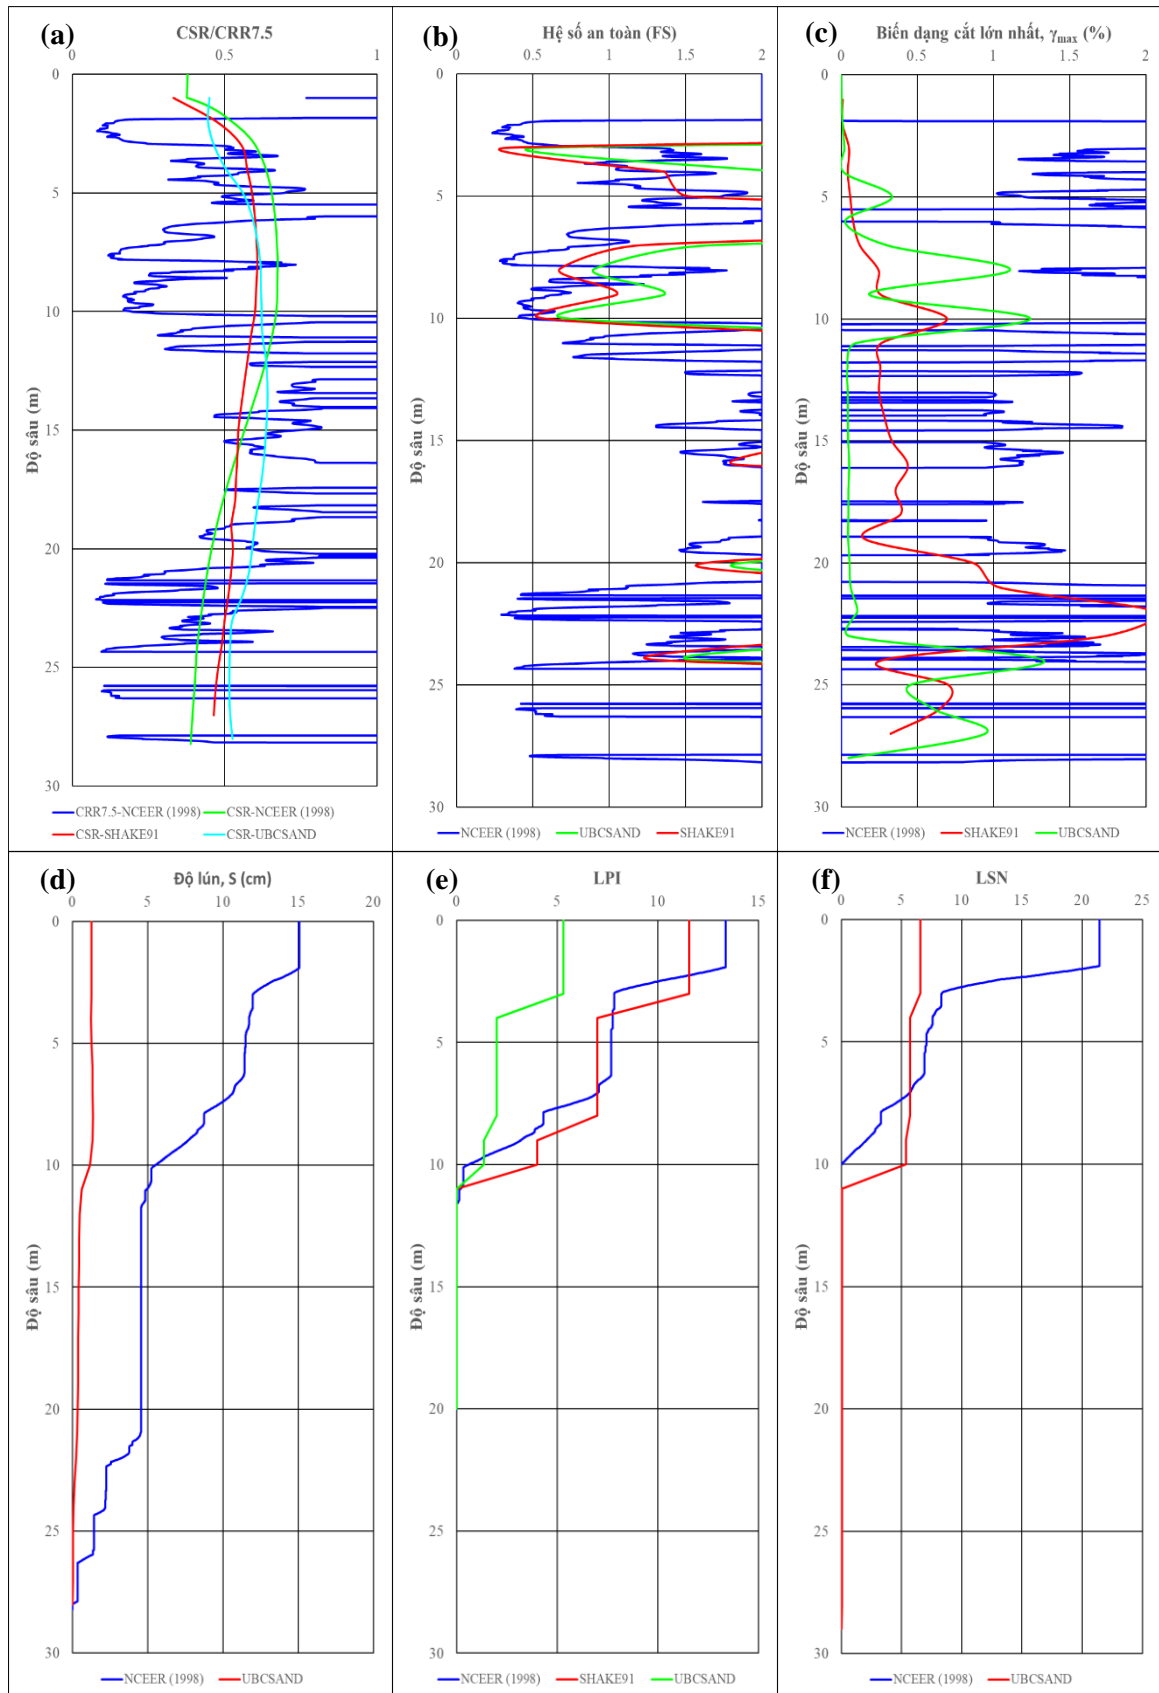 (a) CSR/CRR7.5
0 0.5 1
0
5
10
15
20
25
30
Độ sâu (m)
CRR7.5-NCEER (1998) CSR-NCEER (1998)
CSR-SHAKE91 CSR-UBCSAND
(b) Hệ số an toàn (FS)
0 0.5 1 1.5 2
0
5
10
15
20
25
30
Độ sâu (m)
NCEER (1998) UBCSAND SHAKE91
(c) Biến dạng cắt lớn nhất, γmax (%)
0 0.5 1 1.5 2
0
5
10
15
20
25
30
Độ sâu (m)
NCEER (1998) SHAKE91 UBCSAND
(d) Độ lún, S (cm)
0 5 10 15 20
0
5
10
15
20
25
30
Độ sâu (m)
NCEER (1998) UBCSAND
(e) LPI
0 5 10 15
0
5
10
15
20
25
30
Độ sâu (m)
NCEER (1998) SHAKE91 UBCSAND
(f) LSN
0 5 10 15 20 25
0
5
10
15
20
25
30
Độ sâu (m)
NCEER (1998) UBCSAND